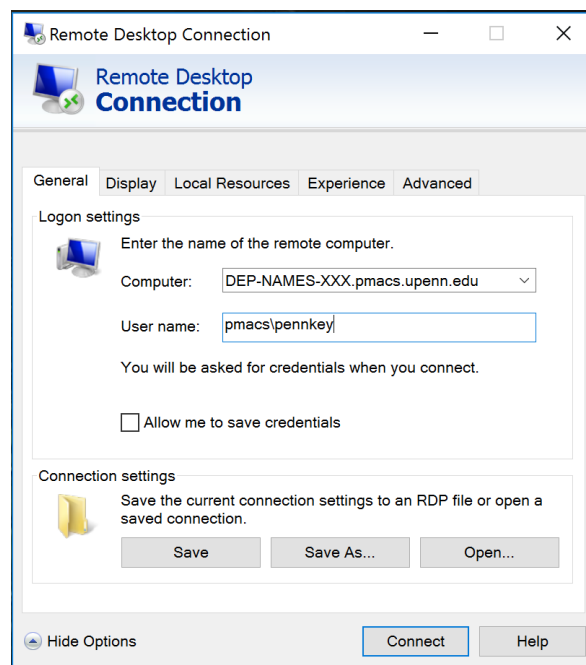 Remote Desktop Connection
Remote Desktop
Connection
General Display Local Resources Experience Advanced
Logon settings
Enter the name of the remote computer.
Computer: DEP-NAMES-XXX.pmacs.upenn.edu
User name: pmacs\pennkey
You will be asked for credentials when you connect.
Allow me to save credentials
Connection settings
Save the current connection settings to an RDP file or open a
saved connection.
Save Save As... Open...
Hide Options Connect Help